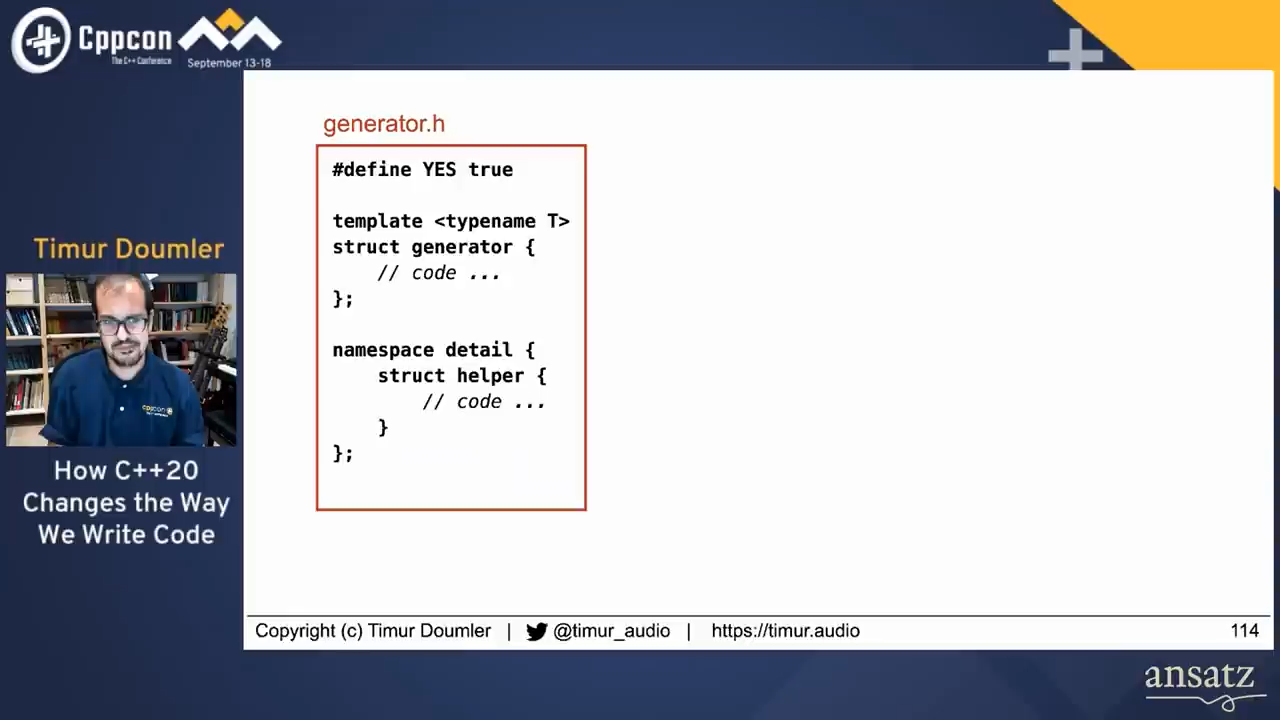 Cppcon
The C++ Conference
September 13-18
generator.h
#define YES true
template <typename T>
struct generator {
// code ...
};
namespace detail {
struct helper {
// code ...
}
};
Timur Doumler
How C++20
Changes the Way
We Write Code
Copyright (c) Timur Doumler | @timur_audio | https://timur.audio
114
ansatz